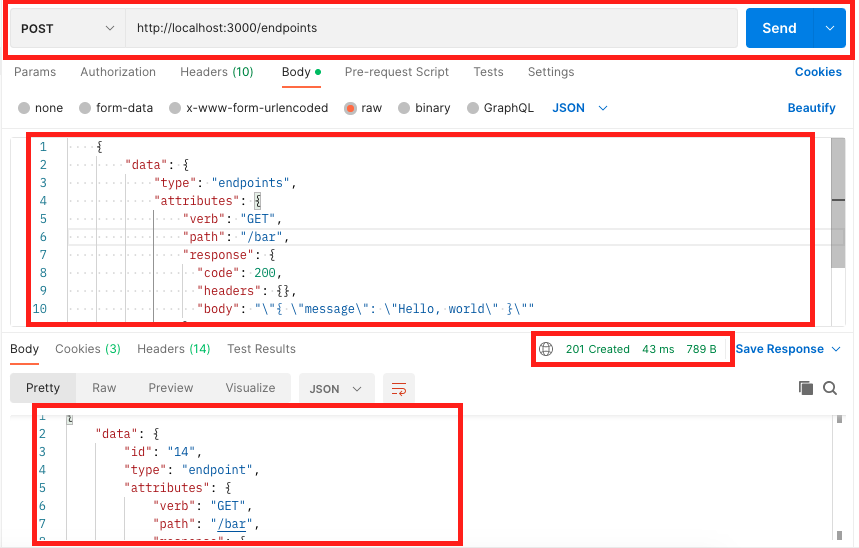 POST http://localhost:3000/endpoints Send
Params Authorization Headers (10) Body Pre-request Script Tests Settings Cookies
none form-data x-www-form-urlencoded raw binary GraphQL JSON Beautify
1 {
2 "data": {
3 "type": "endpoints",
4 "attributes": {
5 "verb": "GET",
6 "path": "/bar",
7 "response": {
8 "code": 200,
9 "headers": {},
10 "body": "\"{ \"message\": \"Hello, world\" }\""
Body Cookies (3) Headers (14) Test Results 201 Created 43 ms 789 B Save Response
Pretty Raw Preview Visualize JSON
1 {
2 "data": {
3 "id": "14",
4 "type": "endpoint",
5 "attributes": {
6 "verb": "GET",
7 "path": "/bar",
8 "response": {